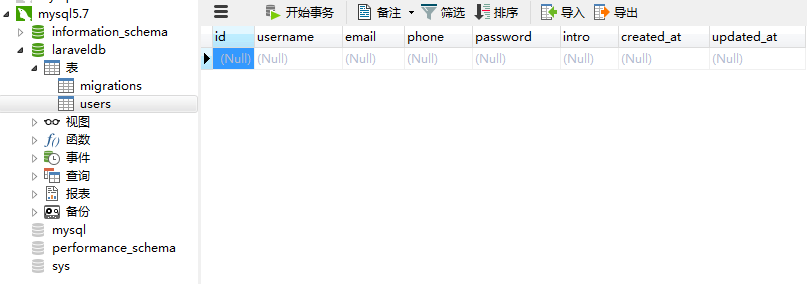 mysql5.7
information_schema
laraveldb
表
migrations
users
视图
f() 函数
事件
查询
报表
备份
mysql
performance_schema
sys
开始事务 备注 筛选 排序 导入 导出
id username email phone password intro created_at updated_at
(Null) (Null) (Null) (Null) (Null) (Null) (Null) (Null)